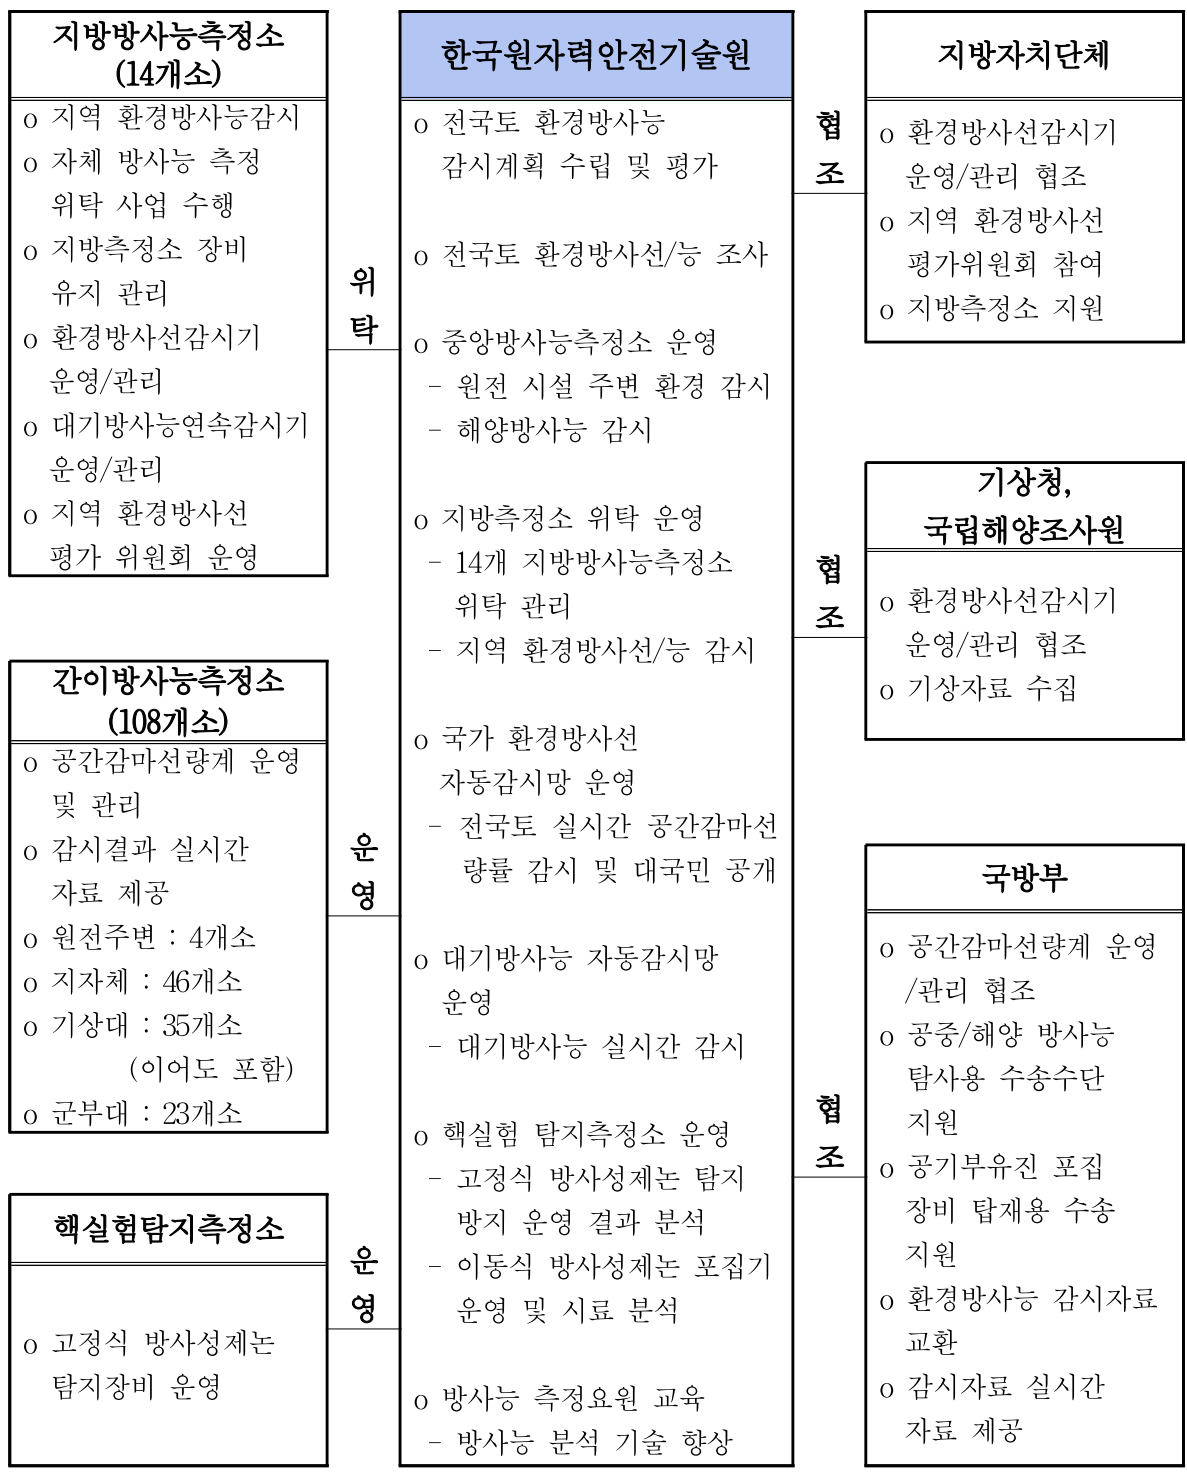 지방방사능측정소
(14개소)
o 지역 환경방사능감시
o 자체 방사능 측정
위탁 사업 수행
o 지방측정소 장비
유지 관리
o 환경방사선감시기
운영/관리
o 대기방사능연속감시기
운영/관리
o 지역 환경방사선
평가 위원회 운영
간이방사능측정소
(108개소)
o 공간감마선량계 운영
및 관리
o 감시결과 실시간
자료 제공
o 원전주변 : 4개소
o 지자체 : 46개소
o 기상대 : 35개소
(이어도 포함)
o 군부대 : 23개소
핵실험탐지측정소
o 고정식 방사성제논
탐지장비 운영
위
탁
운
영
운
영
한국원자력안전기술원
o 전국토 환경방사능
감시계획 수립 및 평가
o 전국토 환경방사선/능 조사
o 중앙방사능측정소 운영
- 원전 시설 주변 환경 감시
- 해양방사능 감시
o 지방측정소 위탁 운영
- 14개 지방방사능측정소
위탁 관리
- 지역 환경방사선/능 감시
o 국가 환경방사선
자동감시망 운영
- 전국토 실시간 공간감마선
량률 감시 및 대국민 공개
o 대기방사능 자동감시망
운영
- 대기방사능 실시간 감시
o 핵실험 탐지측정소 운영
- 고정식 방사성제논 탐지
방지 운영 결과 분석
- 이동식 방사성제논 포집기
운영 및 시료 분석
o 방사능 측정요원 교육
- 방사능 분석 기술 향상
협
조
협
조
협
조
지방자치단체
o 환경방사선감시기
운영/관리 협조
o 지역 환경방사선
평가위원회 참여
o 지방측정소 지원
기상청,
국립해양조사원
o 환경방사선감시기
운영/관리 협조
o 기상자료 수집
국방부
o 공간감마선량계 운영
/관리 협조
o 공중/해양 방사능
탐사용 수송수단
지원
o 공기부유진 포집
장비 탑재용 수송
지원
o 환경방사능 감시자료
교환
o 감시자료 실시간
자료 제공